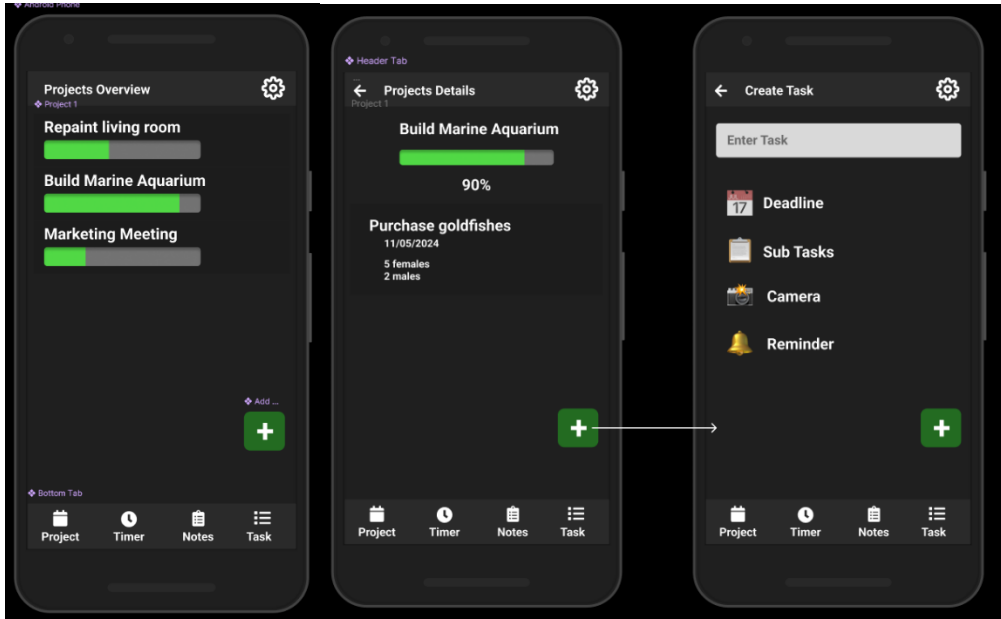 Android Phone
Projects Overview
Project 1
Repaint living room
Build Marine Aquarium
Marketing Meeting
Add ...
Bottom Tab
Project Timer Notes Task
Header Tab
Projects Details
Project 1
Build Marine Aquarium
90%
Purchase goldfishes
11/05/2024
5 females
2 males
Project Timer Notes Task
Create Task
Enter Task
17 Deadline
Sub Tasks
Camera
Reminder
Project Timer Notes Task